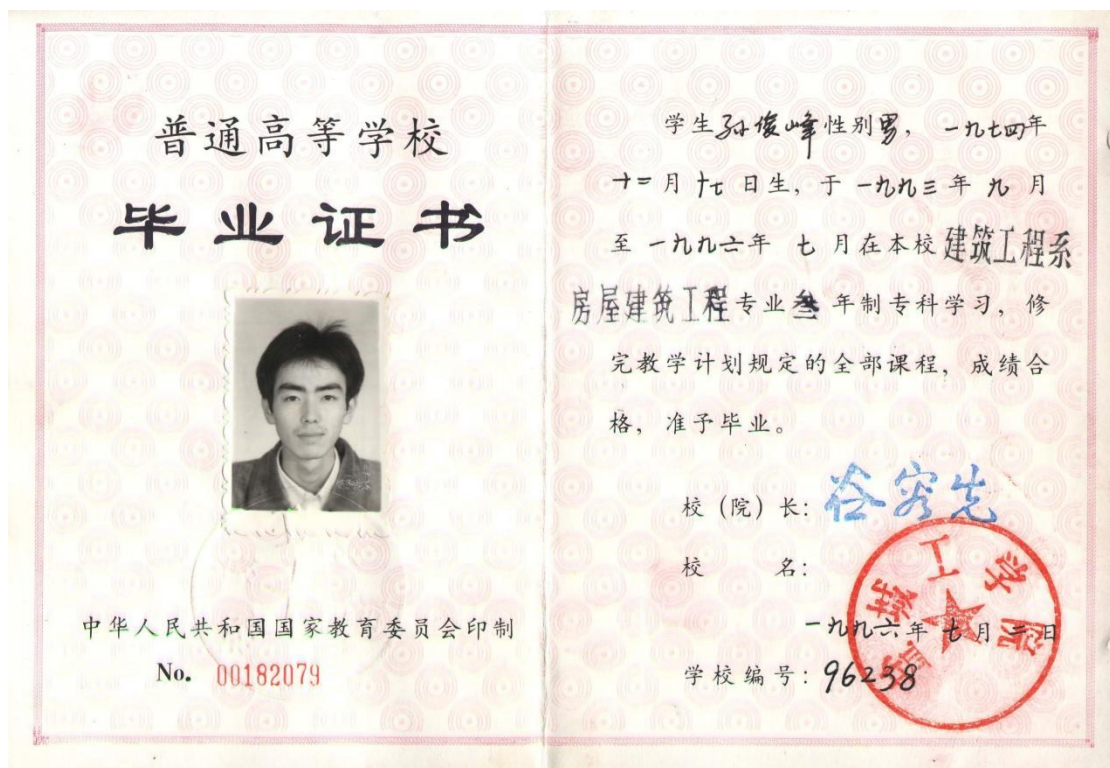 普通高等学校
毕业证书
中华人民共和国国家教育委员会印制
No. 00182079
学生孙俊峰性别男，一九七四年
十二月十七日生，于一九九三年九月
至一九九六年七月在本校建筑工程系
房屋建筑工程专业叁年制专科学习，修
完教学计划规定的全部课程，成绩合
格，准予毕业。
校（院）长：谷容先
校名：
工学院
一九九六年七月二日
学校编号：96238